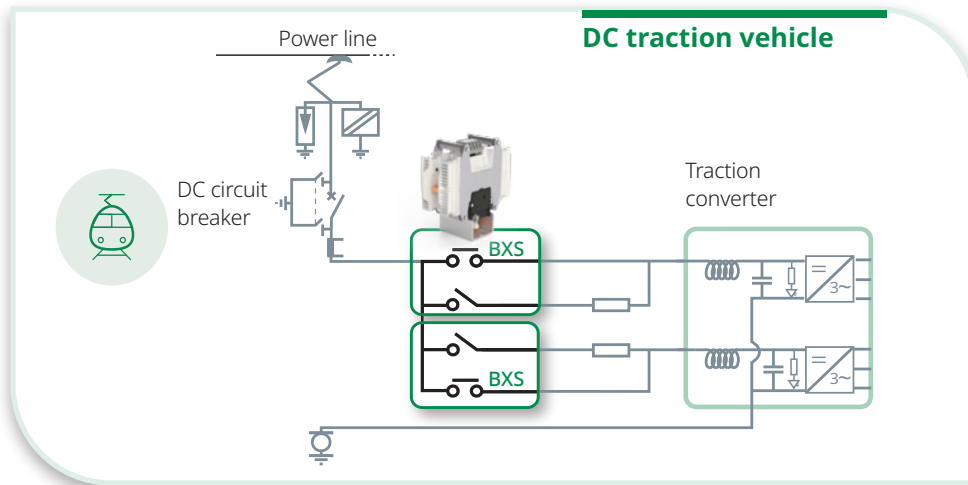 DC traction vehicle
Power line
DC circuit
breaker
Traction
converter
BXS
BXS
=
3~
=
3~